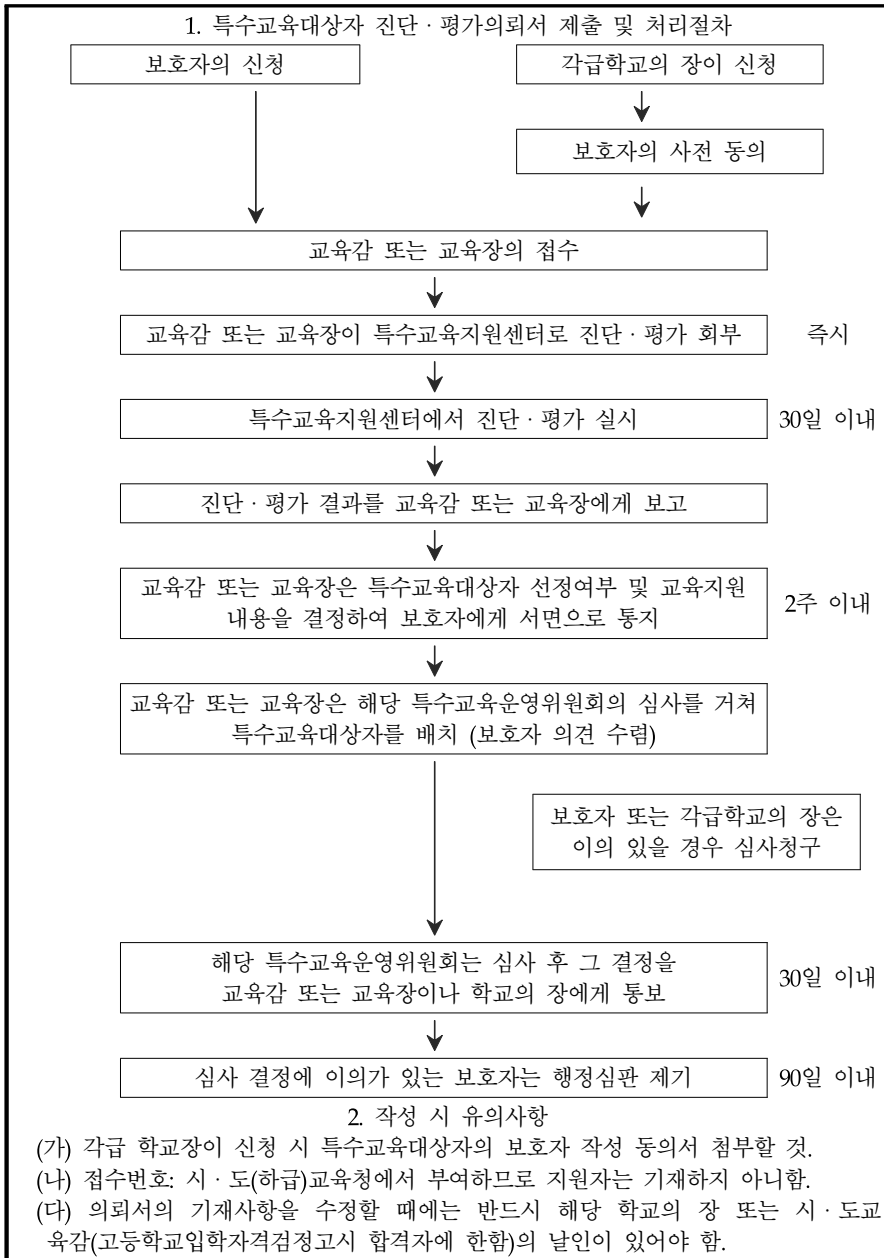 1. 특수교육대상자 진단 · 평가의뢰서 제출 및 처리절차
보호자의 신청
각급학교의 장이 신청
보호자의 사전 동의
교육감 또는 교육장의 접수
교육감 또는 교육장이 특수교육지원센터로 진단 · 평가 회부
즉시
특수교육지원센터에서 진단 · 평가 실시
30일 이내
진단 · 평가 결과를 교육감 또는 교육장에게 보고
교육감 또는 교육장은 특수교육대상자 선정여부 및 교육지원
내용을 결정하여 보호자에게 서면으로 통지
2주 이내
교육감 또는 교육장은 해당 특수교육운영위원회의 심사를 거쳐
특수교육대상자를 배치 (보호자 의견 수렴)
보호자 또는 각급학교의 장은
이의 있을 경우 심사청구
해당 특수교육운영위원회는 심사 후 그 결정을
교육감 또는 교육장이나 학교의 장에게 통보
30일 이내
심사 결정에 이의가 있는 보호자는 행정심판 제기
90일 이내
2. 작성 시 유의사항
(가) 각급 학교장이 신청 시 특수교육대상자의 보호자 작성 동의서 첨부할 것.
(나) 접수번호: 시 · 도(하급)교육청에서 부여하므로 지원자는 기재하지 아니함.
(다) 의뢰서의 기재사항을 수정할 때에는 반드시 해당 학교의 장 또는 시 · 도교
육감(고등학교입학자격검정고시 합격자에 한함)의 날인이 있어야 함.